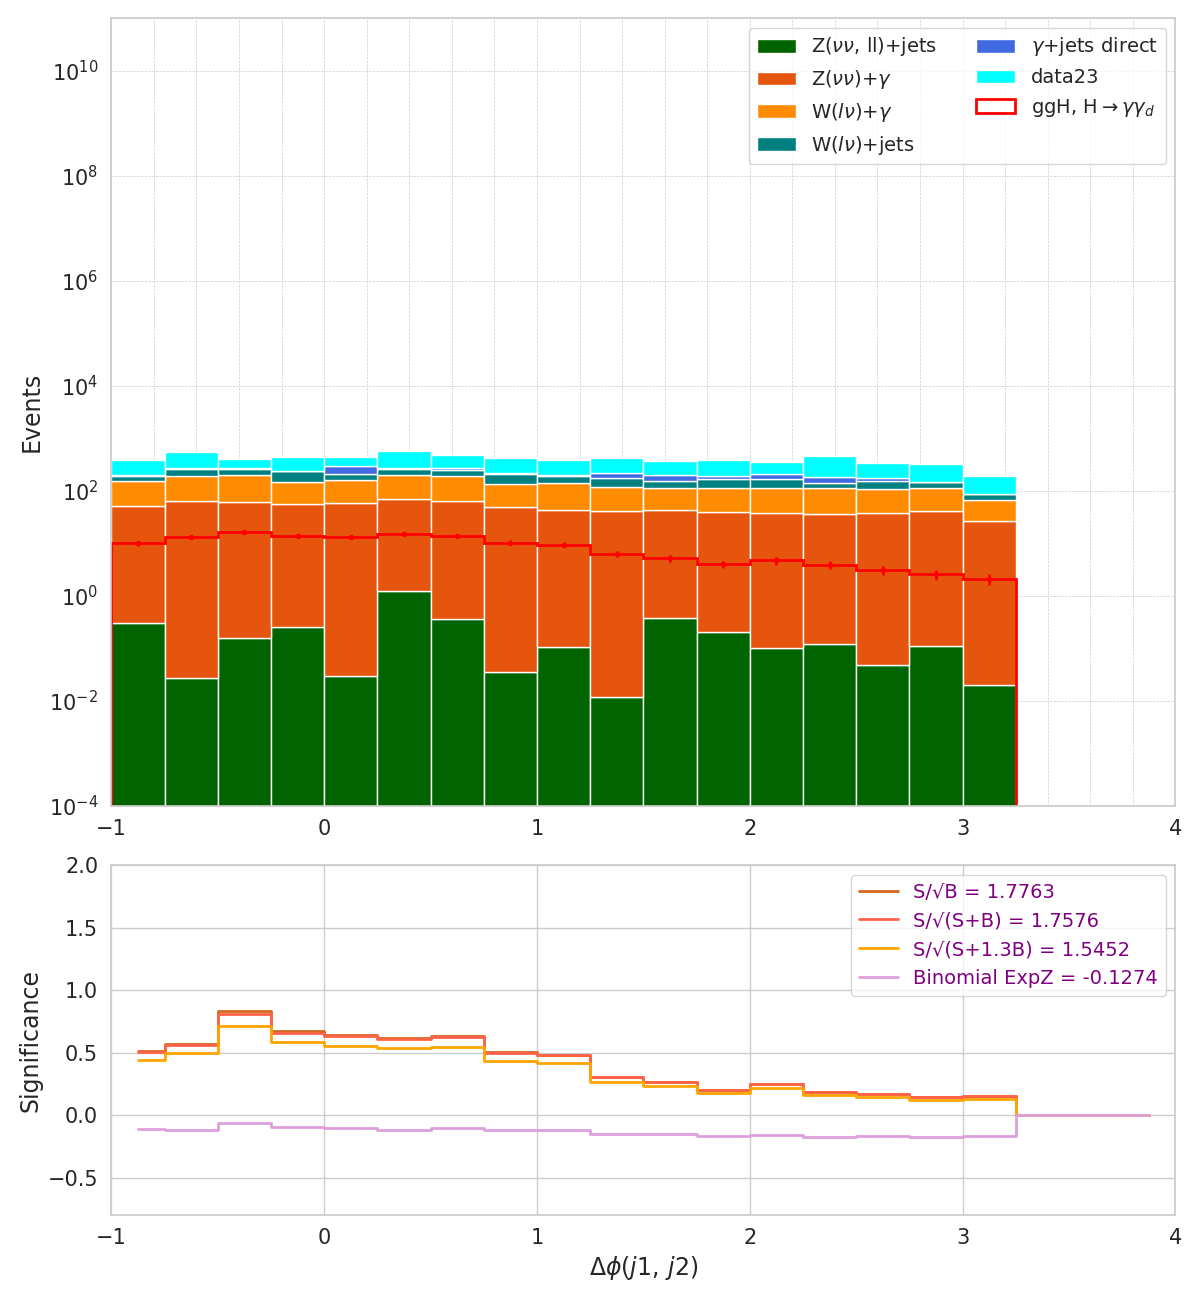 Z(νν, ll)+jets
Z(νν)+γ
W(lν)+γ
W(lν)+jets
γ+jets direct
data23
ggH, H→γγ_d
10^10
10^8
10^6
10^4
10^2
10^0
10^−2
10^−4
Events
−1 0 1 2 3 4
S/√B = 1.7763
S/√(S+B) = 1.7576
S/√(S+1.3B) = 1.5452
Binomial ExpZ = -0.1274
2.0
1.5
1.0
0.5
0.0
−0.5
Significance
−1 0 1 2 3 4
Δϕ(j1, j2)